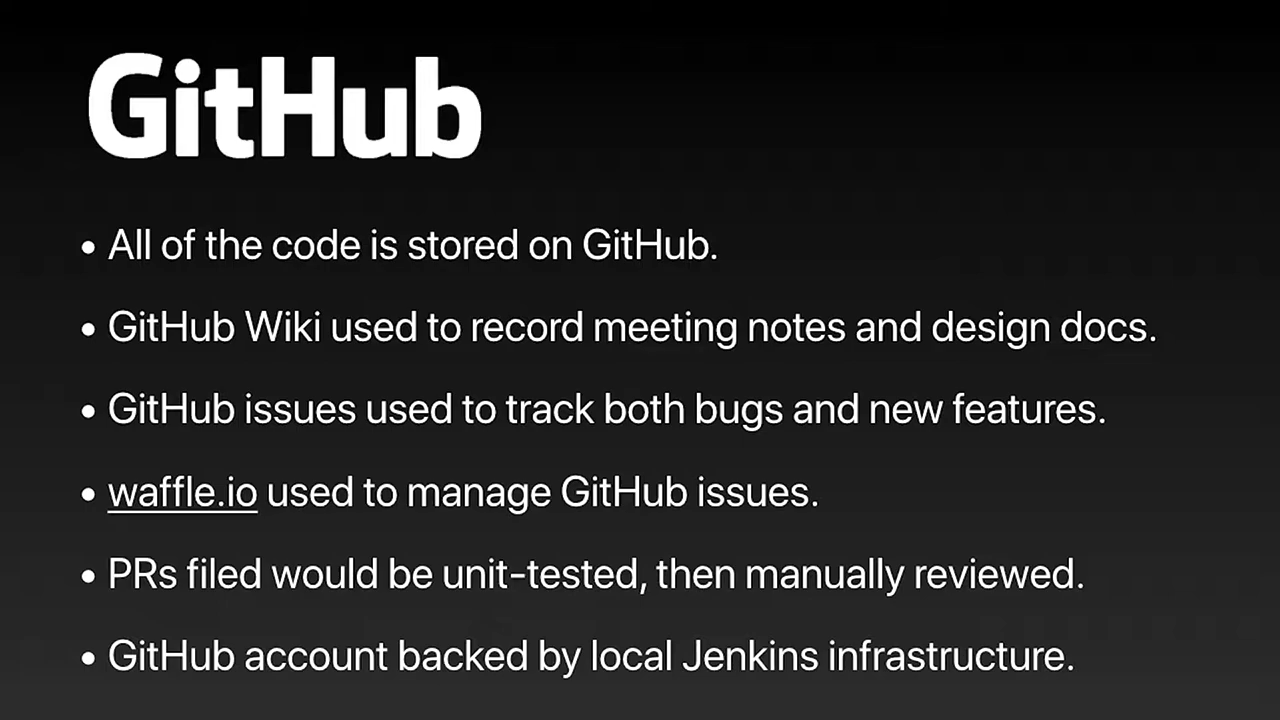 GitHub
• All of the code is stored on GitHub.
• GitHub Wiki used to record meeting notes and design docs.
• GitHub issues used to track both bugs and new features.
• waffle.io used to manage GitHub issues.
• PRs filed would be unit-tested, then manually reviewed.
• GitHub account backed by local Jenkins infrastructure.